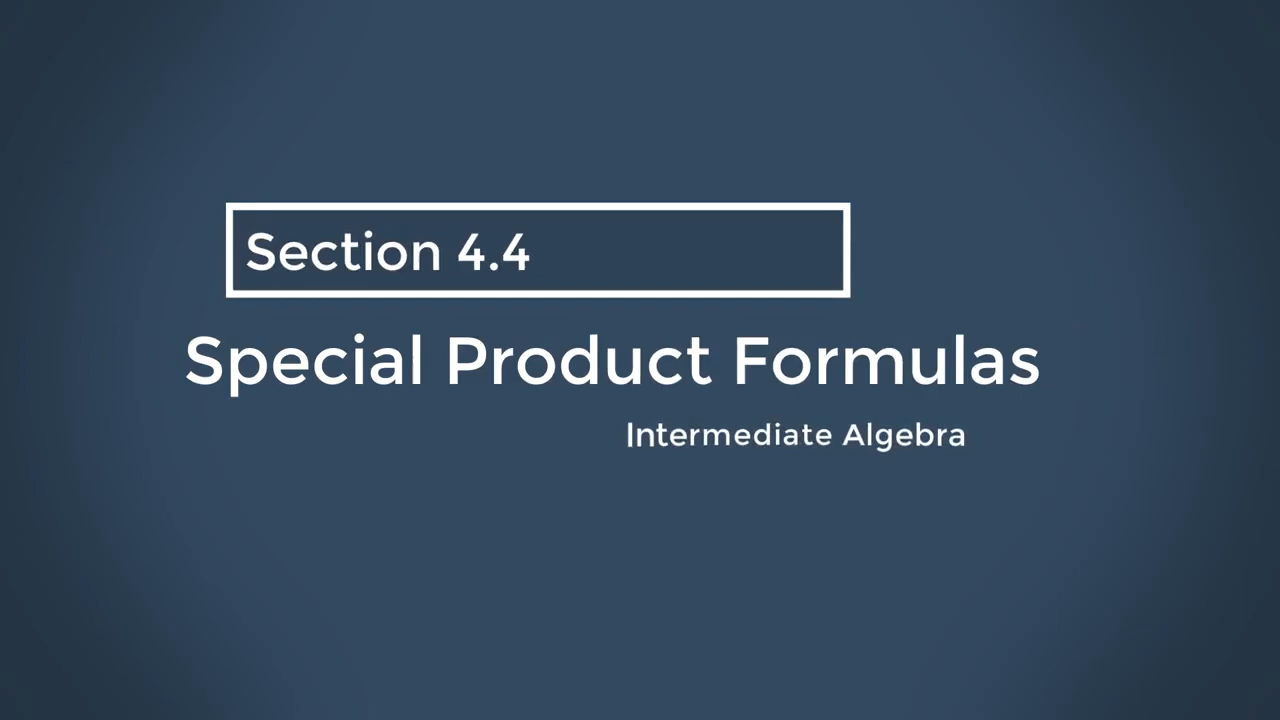 Section 4.4
Special Product Formulas
Intermediate Algebra